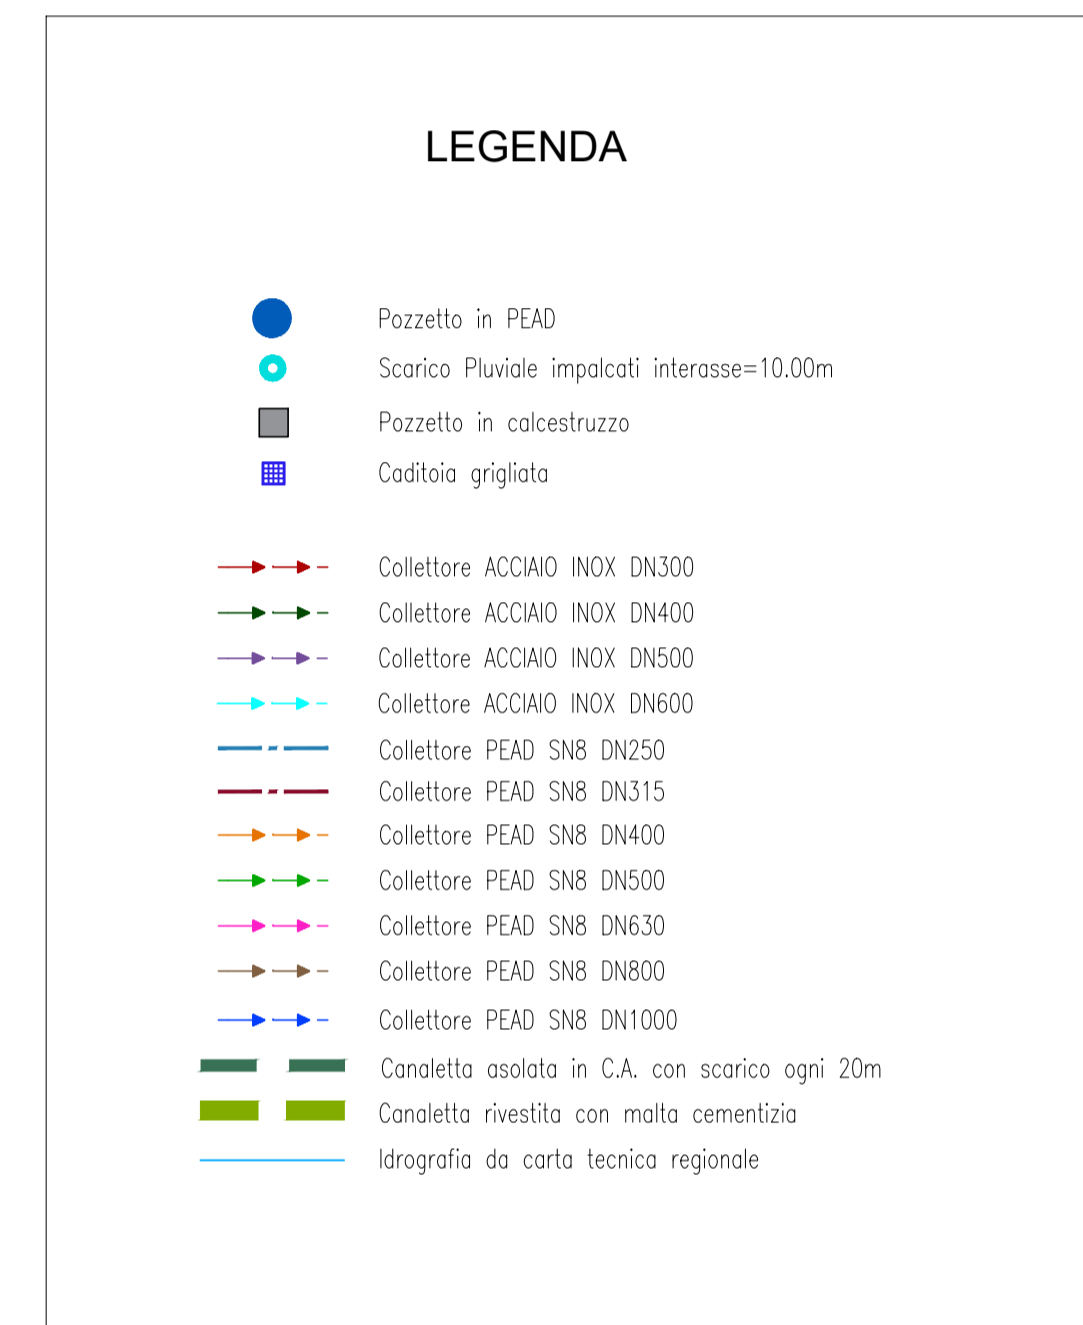 LEGENDA
Pozzetto in PEAD
Scarico Pluviale impalcati interasse=10.00m
Pozzetto in calcestruzzo
Caditoia grigliata
Collettore ACCIAIO INOX DN300
Collettore ACCIAIO INOX DN400
Collettore ACCIAIO INOX DN500
Collettore ACCIAIO INOX DN600
Collettore PEAD SN8 DN250
Collettore PEAD SN8 DN315
Collettore PEAD SN8 DN400
Collettore PEAD SN8 DN500
Collettore PEAD SN8 DN630
Collettore PEAD SN8 DN800
Collettore PEAD SN8 DN1000
Canaletta asolata in C.A. con scarico ogni 20m
Canaletta rivestita con malta cementizia
Idrografia da carta tecnica regionale